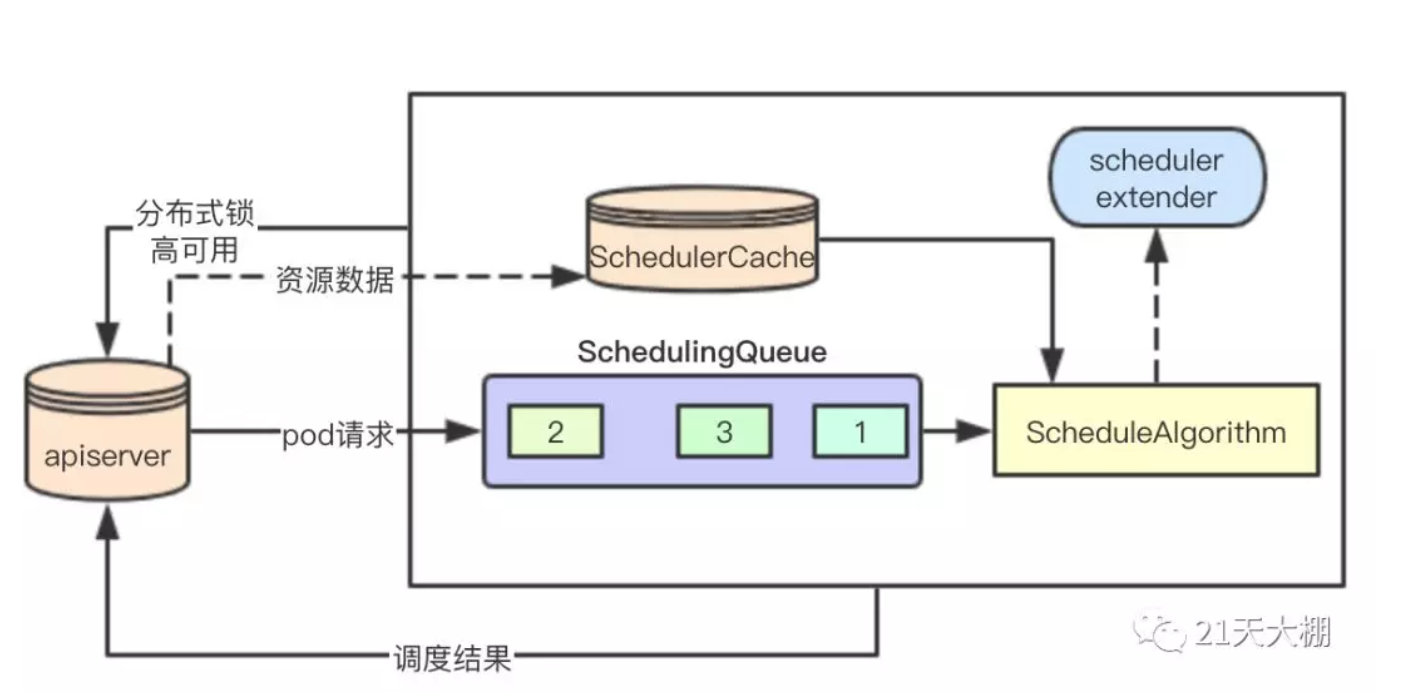 scheduler
extender
分布式锁
高可用
SchedulerCache
资源数据
SchedulingQueue
apiserver
pod请求
2
3
1
ScheduleAlgorithm
调度结果
21天大棚